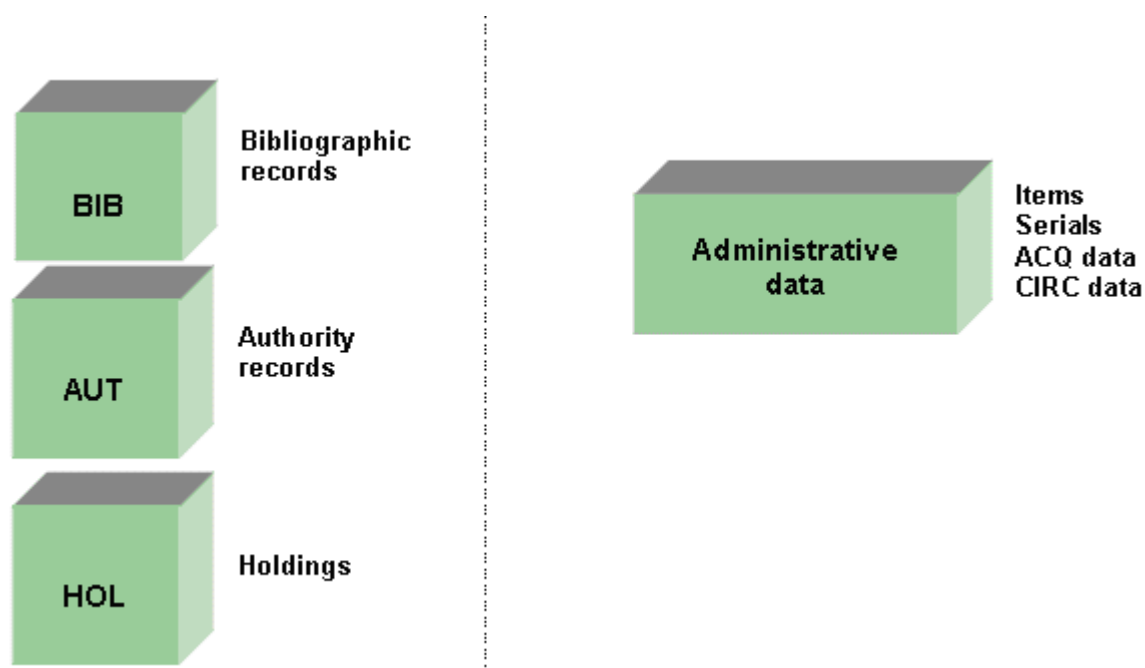 BIB
Bibliographic
records
AUT
Authority
records
HOL
Holdings
Administrative
data
Items
Serials
ACQ data
CIRC data